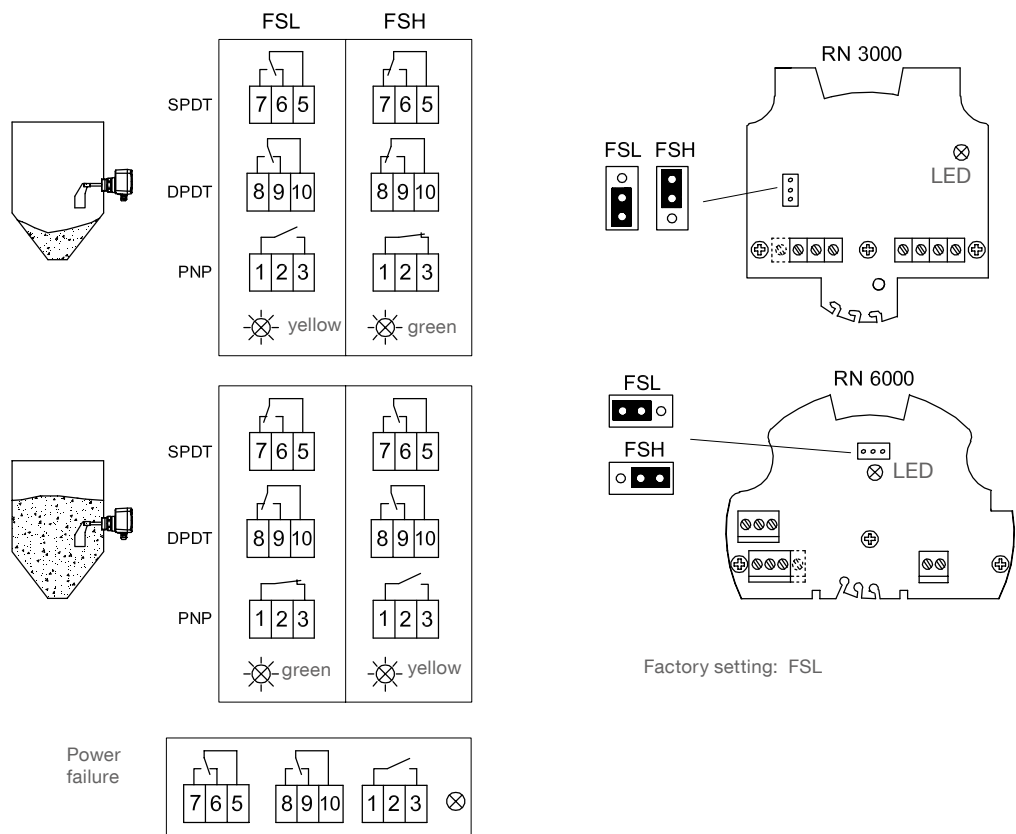 FSL FSH
SPDT 7 6 5 7 6 5
DPDT 8 9 10 8 9 10
PNP 1 2 3 1 2 3
yellow green
SPDT 7 6 5 7 6 5
DPDT 8 9 10 8 9 10
PNP 1 2 3 1 2 3
green yellow
Power
failure
7 6 5 8 9 10 1 2 3
RN 3000
FSL FSH
LED
RN 6000
FSL
FSH
LED
Factory setting: FSL